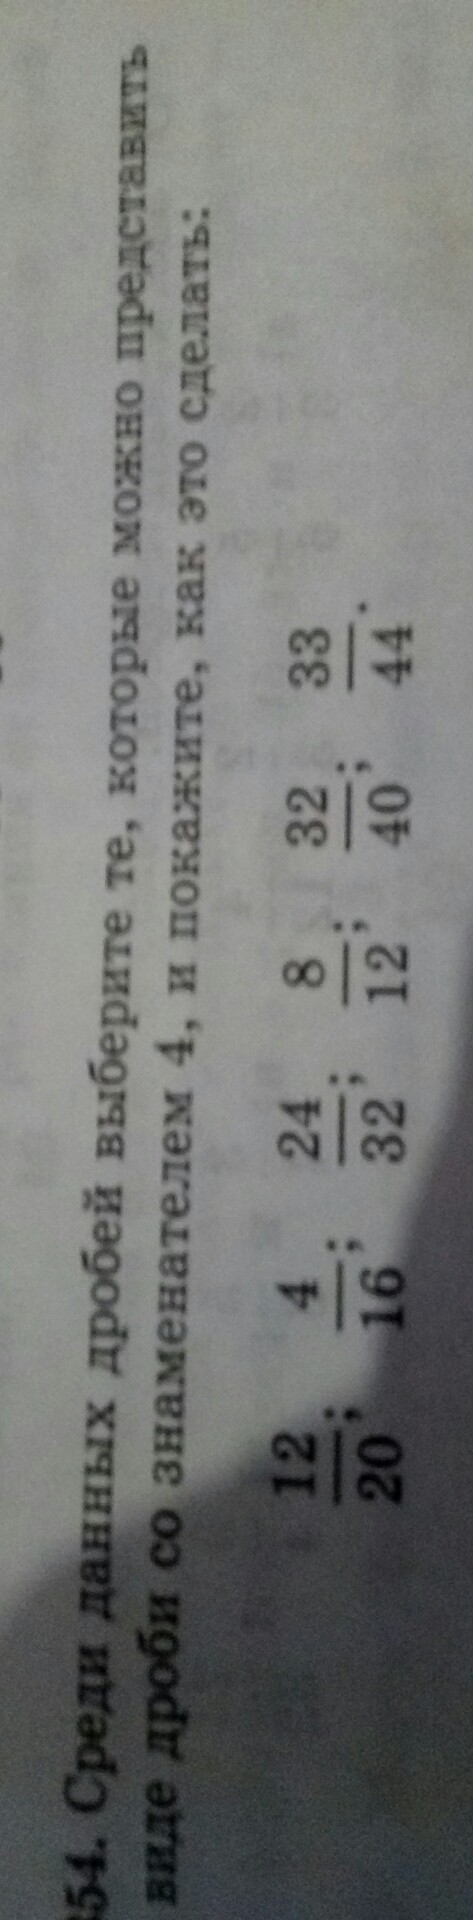 354. Среди данных дробей выберите те, которые можно представить
виде дроби со знаменателем 4, и покажите, как это сделать:
12/20; 4/16; 24/32; 8/12; 32/40; 33/44.